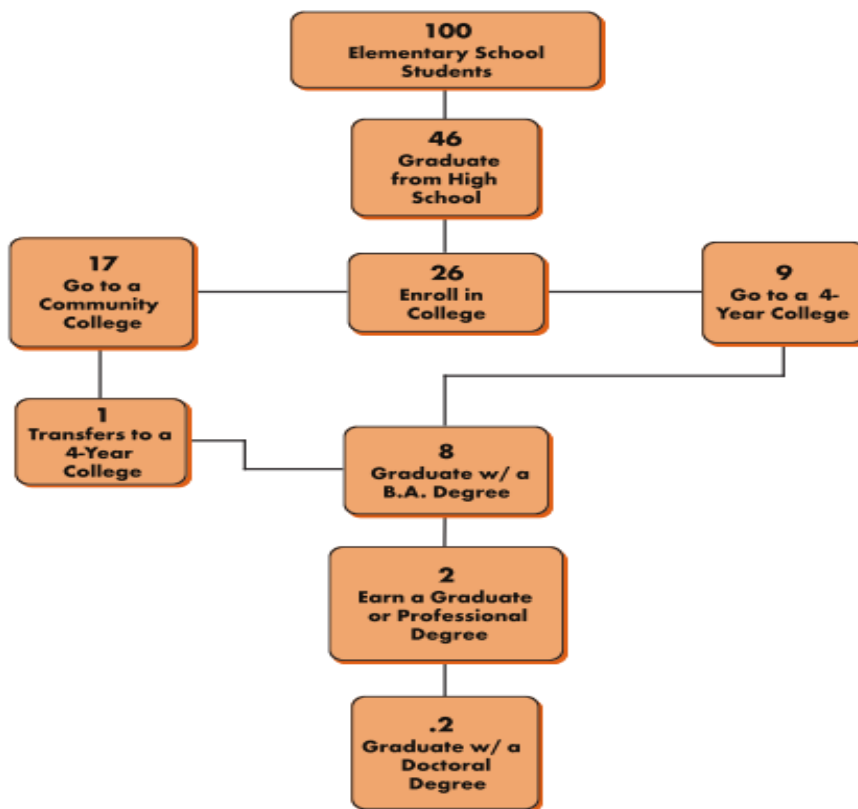 100
Elementary School
Students
46
Graduate
from High
School
17
Go to a
Community
College
26
Enroll in
College
9
Go to a 4-
Year College
1
Transfers to a
4-Year
College
8
Graduate w/ a
B.A. Degree
2
Earn a Graduate
or Professional
Degree
.2
Graduate w/ a
Doctoral
Degree